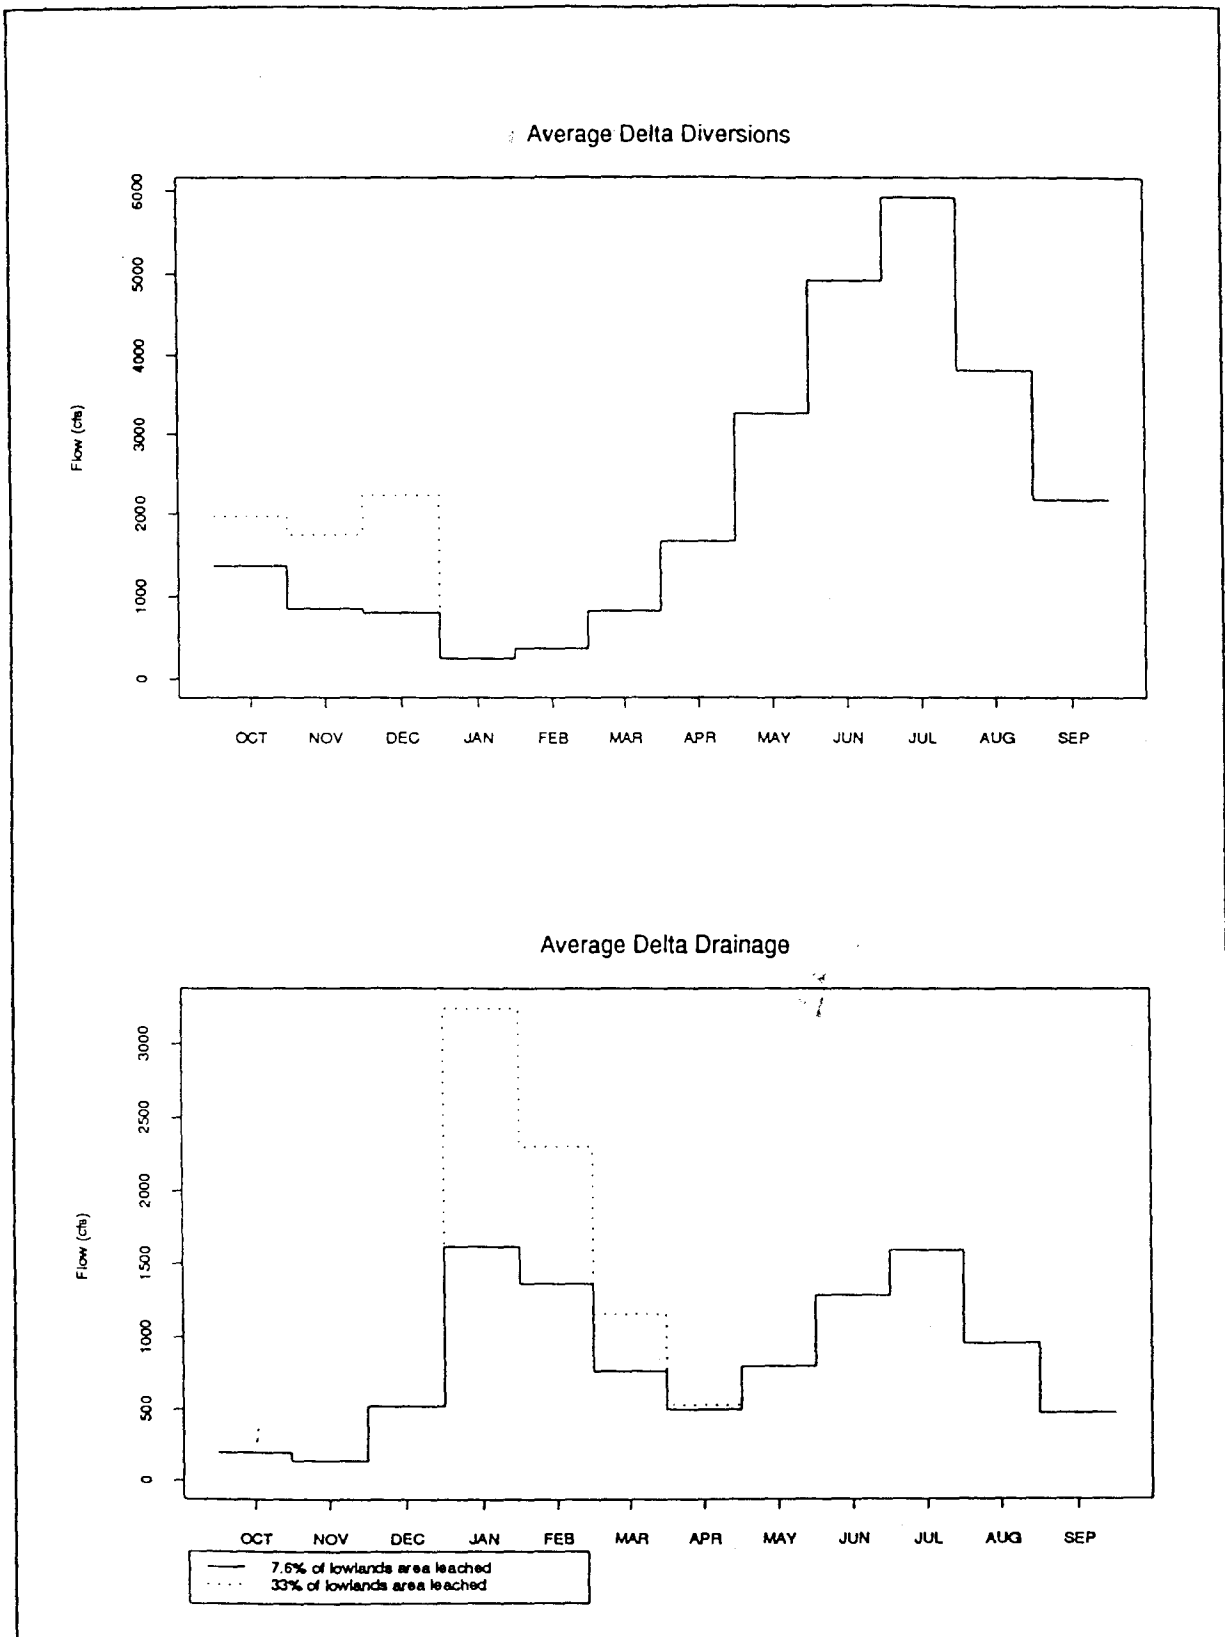 Average Delta Diversions
6000
5000
4000
3000
2000
1000
0
Flow (cfs)
OCT NOV DEC JAN FEB MAR APR MAY JUN JUL AUG SEP
Average Delta Drainage
3000
2500
2000
1500
1000
500
0
Flow (cfs)
OCT NOV DEC JAN FEB MAR APR MAY JUN JUL AUG SEP
7.6% of lowlands area leached
33% of lowlands area leached